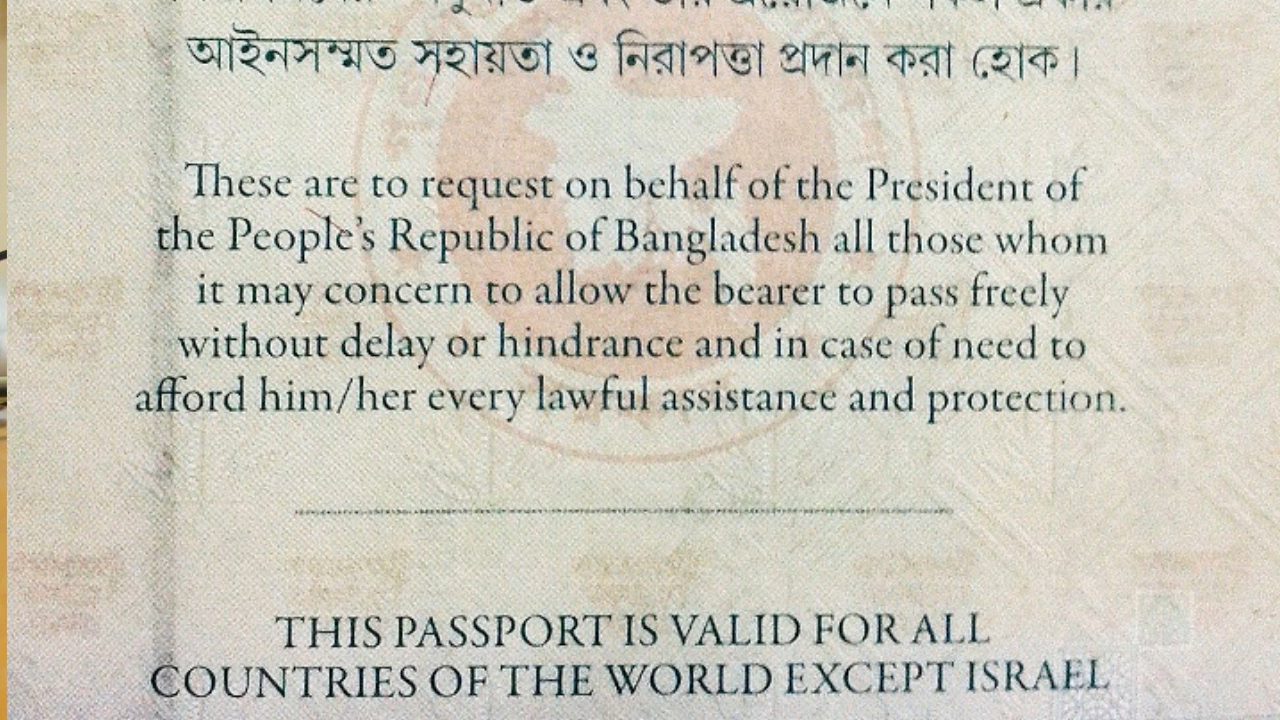 আইনসম্মত সহায়তা ও নিরাপত্তা প্রদান করা হোক।
These are to request on behalf of the President of
the People's Republic of Bangladesh all those whom
it may concern to allow the bearer to pass freely
without delay or hindrance and in case of need to
afford him/her every lawful assistance and protection.
THIS PASSPORT IS VALID FOR ALL
COUNTRIES OF THE WORLD EXCEPT ISRAEL